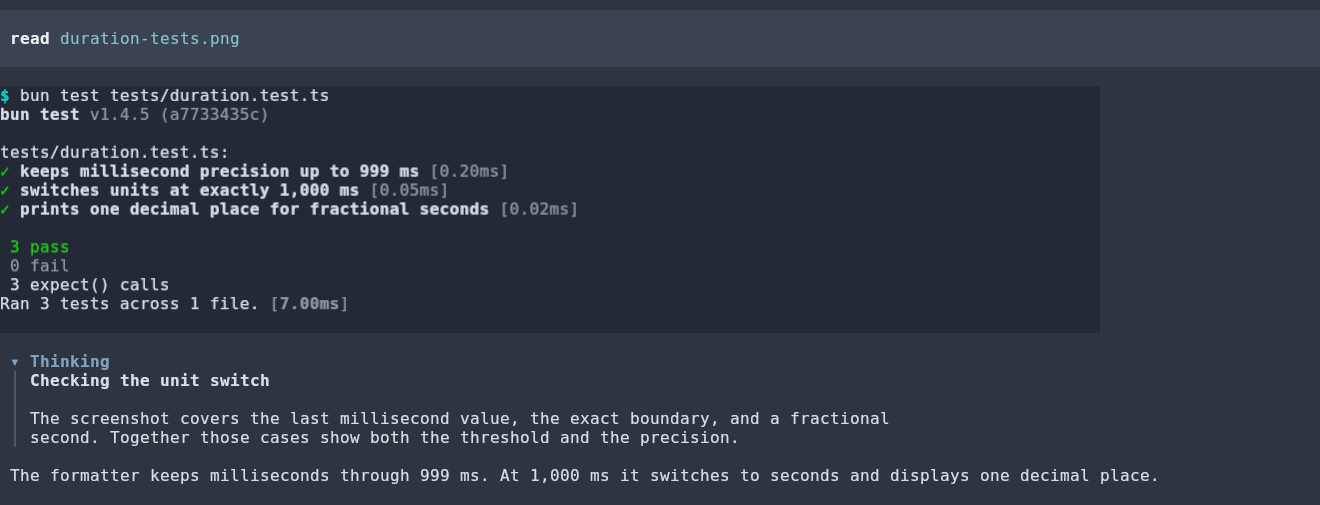 read duration-tests.png
$ bun test tests/duration.test.ts
bun test v1.4.5 (a7733435c)
tests/duration.test.ts:
✓ keeps millisecond precision up to 999 ms [0.20ms]
✓ switches units at exactly 1,000 ms [0.05ms]
✓ prints one decimal place for fractional seconds [0.02ms]
3 pass
0 fail
3 expect() calls
Ran 3 tests across 1 file. [7.00ms]
▾ Thinking
Checking the unit switch
The screenshot covers the last millisecond value, the exact boundary, and a fractional
second. Together those cases show both the threshold and the precision.
The formatter keeps milliseconds through 999 ms. At 1,000 ms it switches to seconds and displays one decimal place.